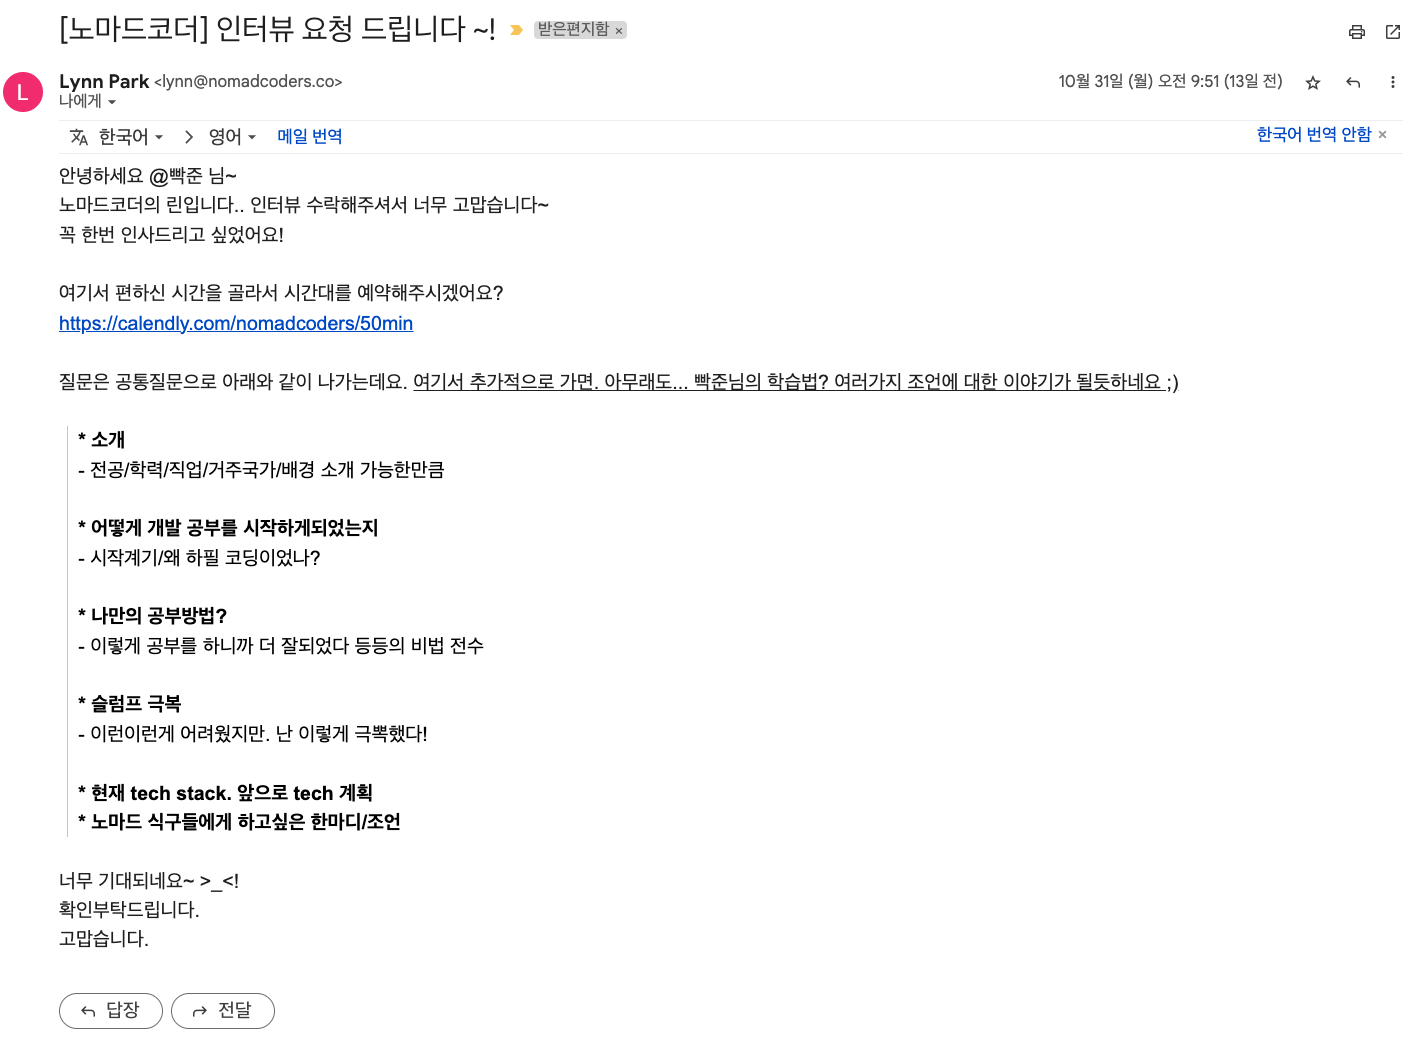 [노마드코더] 인터뷰 요청 드립니다 ~!
받은편지함 ×
L
Lynn Park <lynn@nomadcoders.co>
10월 31일 (월) 오전 9:51 (13일 전)
나에게
한국어 > 영어 메일 번역
한국어 번역 안함 ×
안녕하세요 @빡준 님~
노마드코더의 린입니다.. 인터뷰 수락해주셔서 너무 고맙습니다~
꼭 한번 인사드리고 싶었어요!
여기서 편하신 시간을 골라서 시간대를 예약해주시겠어요?
https://calendly.com/nomadcoders/50min
질문은 공통질문으로 아래와 같이 나가는데요. 여기서 추가적으로 가면. 아무래도... 빡준님의 학습법? 여러가지 조언에 대한 이야기가 될듯하네요 ;)
* 소개
- 전공/학력/직업/거주국가/배경 소개 가능한만큼
* 어떻게 개발 공부를 시작하게되었는지
- 시작계기/왜 하필 코딩이었나?
* 나만의 공부방법?
- 이렇게 공부를 하니까 더 잘되었다 등등의 비법 전수
* 슬럼프 극복
- 이런이런게 어려웠지만. 난 이렇게 극뽁했다!
* 현재 tech stack. 앞으로 tech 계획
* 노마드 식구들에게 하고싶은 한마디/조언
너무 기대되네요~ >_<!
확인부탁드립니다.
고맙습니다.
답장
전달